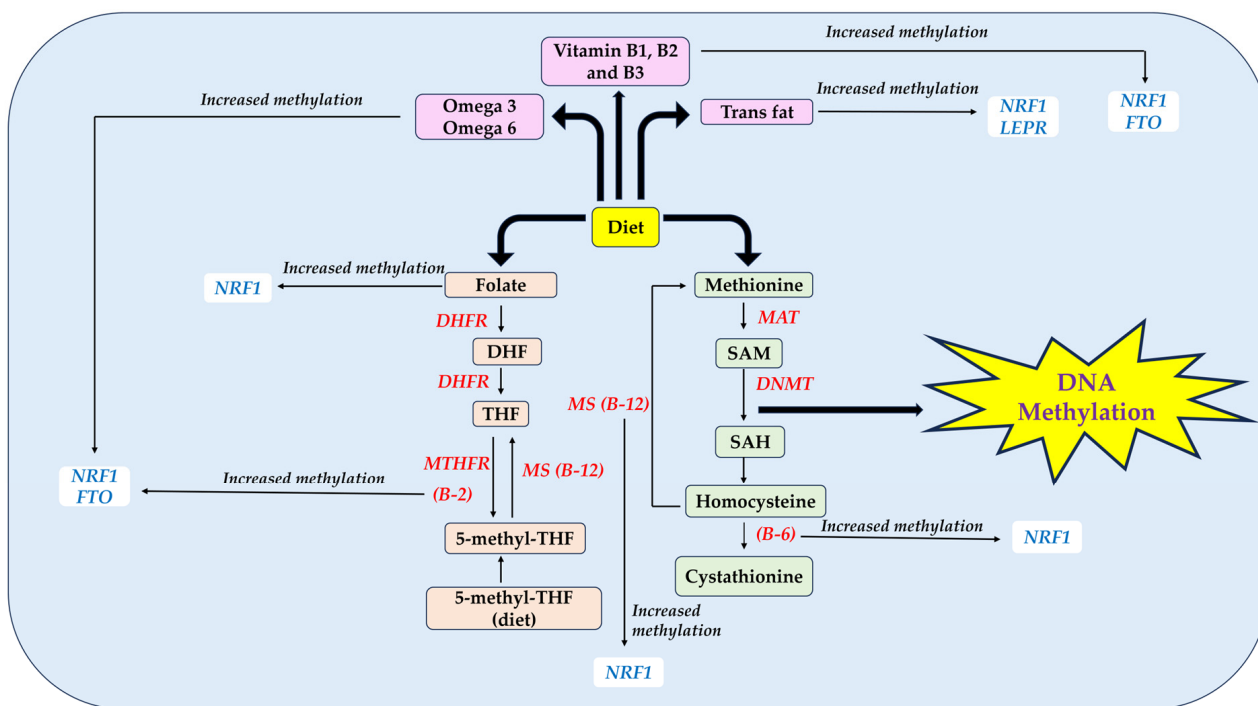 Increased methylation
Vitamin B1, B2
and B3
Increased methylation
Omega 3
Omega 6
Trans fat
Increased methylation
NRF1
LEPR
NRF1
FTO
Diet
NRF1
Increased methylation
Folate
Methionine
DHFR
MAT
DHF
SAM
DHFR
DNMT
DNA
Methylation
THF
MS (B-12)
SAH
MTHFR
MS (B-12)
NRF1
FTO
Increased methylation
(B-2)
Homocysteine
5-methyl-THF
(B-6)
Increased methylation
NRF1
Cystathionine
5-methyl-THF
(diet)
Increased
methylation
NRF1